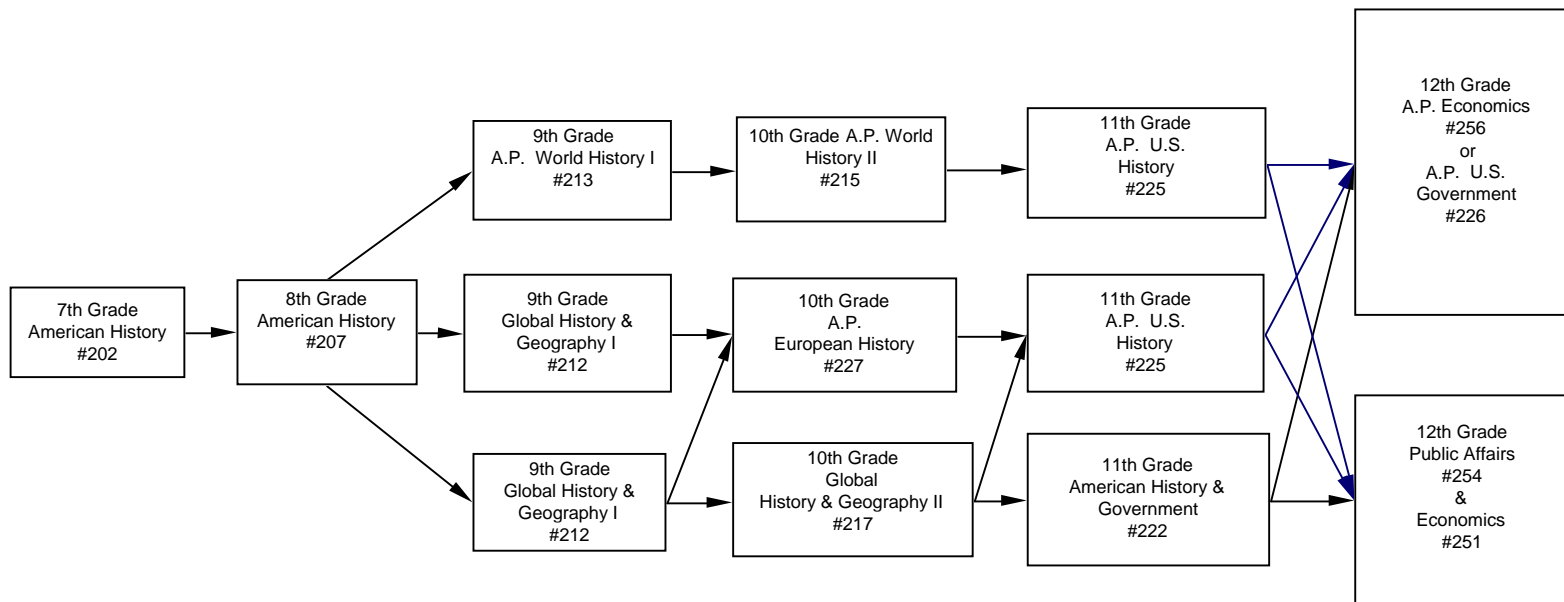 7th Grade
American History
#202
8th Grade
American History
#207
9th Grade
A.P. World History I
#213
9th Grade
Global History &
Geography I
#212
9th Grade
Global History &
Geography I
#212
10th Grade A.P. World
History II
#215
10th Grade
A.P.
European History
#227
10th Grade
Global
History & Geography II
#217
11th Grade
A.P. U.S.
History
#225
11th Grade
A.P. U.S.
History
#225
11th Grade
American History &
Government
#222
12th Grade
A.P. Economics
#256
or
A.P. U.S.
Government
#226
12th Grade
Public Affairs
#254
&
Economics
#251